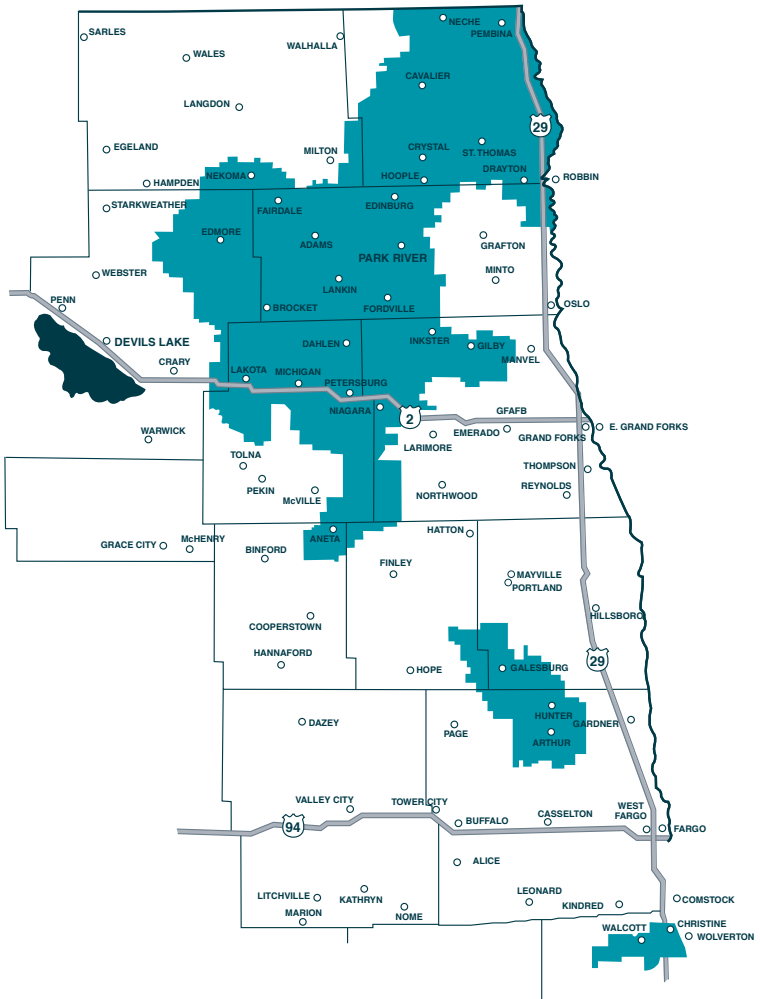 NECHE
PEMBINA
SARLES
WALHALLA
WALES
CAVALIER
LANGDON
29
EGELAND
MILTON
CRYSTAL
ST. THOMAS
DRAYTON
NEKOMA
HOOPLE
ROBBIN
HAMPDEN
STARKWEATHER
FAIRDALE
EDINBURG
EDMORE
ADAMS
GRAFTON
PARK RIVER
WEBSTER
MINTO
LANKIN
PENN
BROCKET
FORDVILLE
OSLO
DEVILS LAKE
DAHLEN
INKSTER
GILBY
MANVEL
CRARY
LAKOTA
MICHIGAN
PETERSBURG
NIAGARA
2
GFAFB
WARWICK
LARIMORE
EMERADO
GRAND FORKS
E. GRAND FORKS
TOLNA
THOMPSON
PEKIN
McVILLE
NORTHWOOD
REYNOLDS
GRACE CITY
McHENRY
BINFORD
ANETA
HATTON
FINLEY
MAYVILLE
PORTLAND
COOPERSTOWN
HILLSBORO
HANNAFORD
HOPE
GALESBURG
29
DAZEY
PAGE
HUNTER
GARDNER
ARTHUR
VALLEY CITY
TOWER CITY
WEST
FARGO
94
BUFFALO
CASSELTON
FARGO
ALICE
LITCHVILLE
KATHRYN
LEONARD
KINDRED
COMSTOCK
MARION
NOME
WALCOTT
CHRISTINE
WOLVERTON